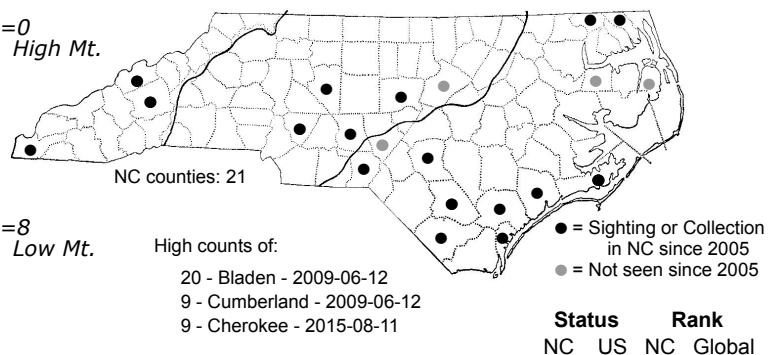 =0
High Mt.
NC counties: 21
=8
Low Mt.
High counts of:
20 - Bladen - 2009-06-12
9 - Cumberland - 2009-06-12
9 - Cherokee - 2015-08-11
● = Sighting or Collection
in NC since 2005
● = Not seen since 2005
Status Rank
NC US NC Global